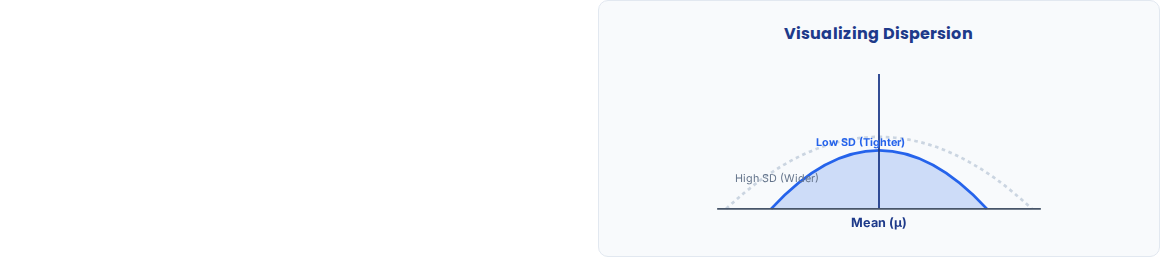 Visualizing Dispersion
Low SD (Tighter)
High SD (Wider)
Mean (μ)